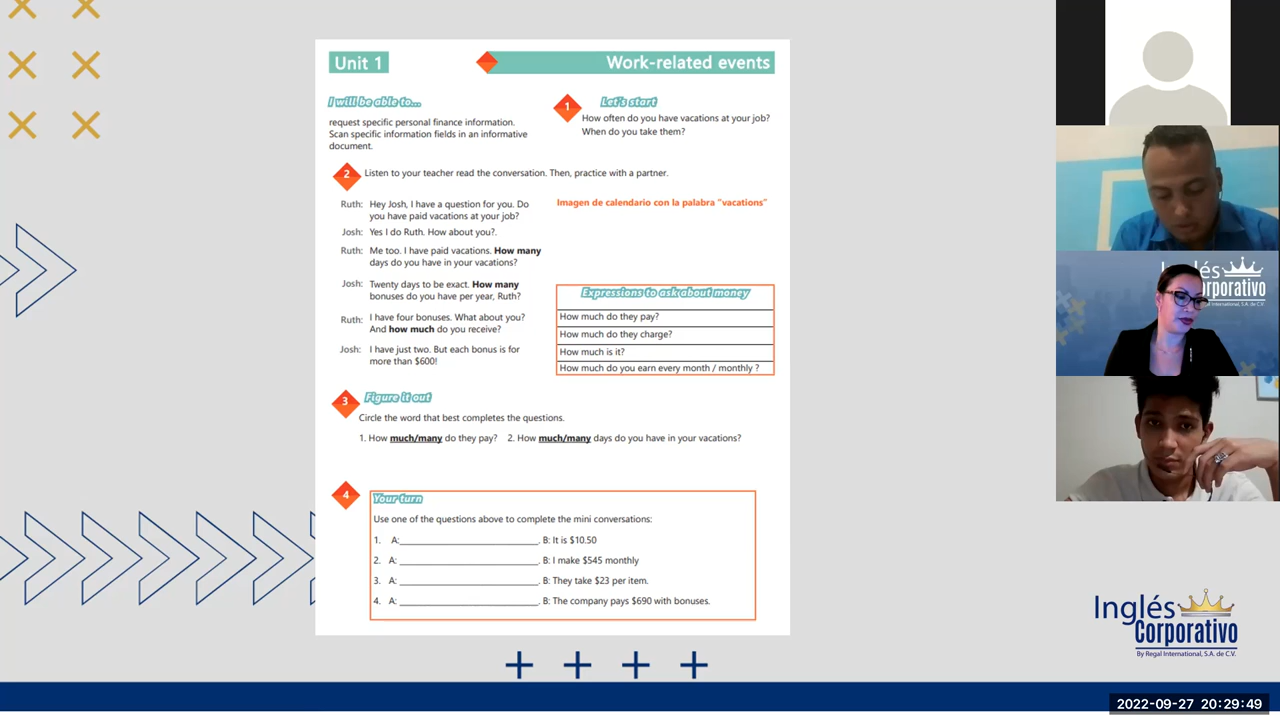 Unit 1
Work-related events
I will be able to...
request specific personal finance information.
Scan specific information fields in an informative
document.
1
Let's start
How often do you have vacations at your job?
When do you take them?
2
Listen to your teacher read the conversation. Then, practice with a partner.
Ruth: Hey Josh, I have a question for you. Do
you have paid vacations at your job?
Josh: Yes I do Ruth. How about you?.
Ruth: Me too. I have paid vacations. How many
days do you have in your vacations?
Josh: Twenty days to be exact. How many
bonuses do you have per year, Ruth?
Ruth: I have four bonuses. What about you?
And how much do you receive?
Josh: I have just two. But each bonus is for
more than $600!
Imagen de calendario con la palabra "vacations"
Expressions to ask about money
How much do they pay?
How much do they charge?
How much is it?
How much do you earn every month / monthly ?
3
Figure it out
Circle the word that best completes the questions.
1. How much/many do they pay? 2. How much/many days do you have in your vacations?
4
Your turn
Use one of the questions above to complete the mini conversations:
1. A:______________________________. B: It is $10.50
2. A: ______________________________. B: I make $545 monthly
3. A: ______________________________. B: They take $23 per item.
4. A: ______________________________. B: The company pays $690 with bonuses.
Inglés
Corporativo
By Regal International, S.A. de C.V.
Inglés
Corporativo
By Regal International, S.A. de C.V.
2022-09-27 20:29:49